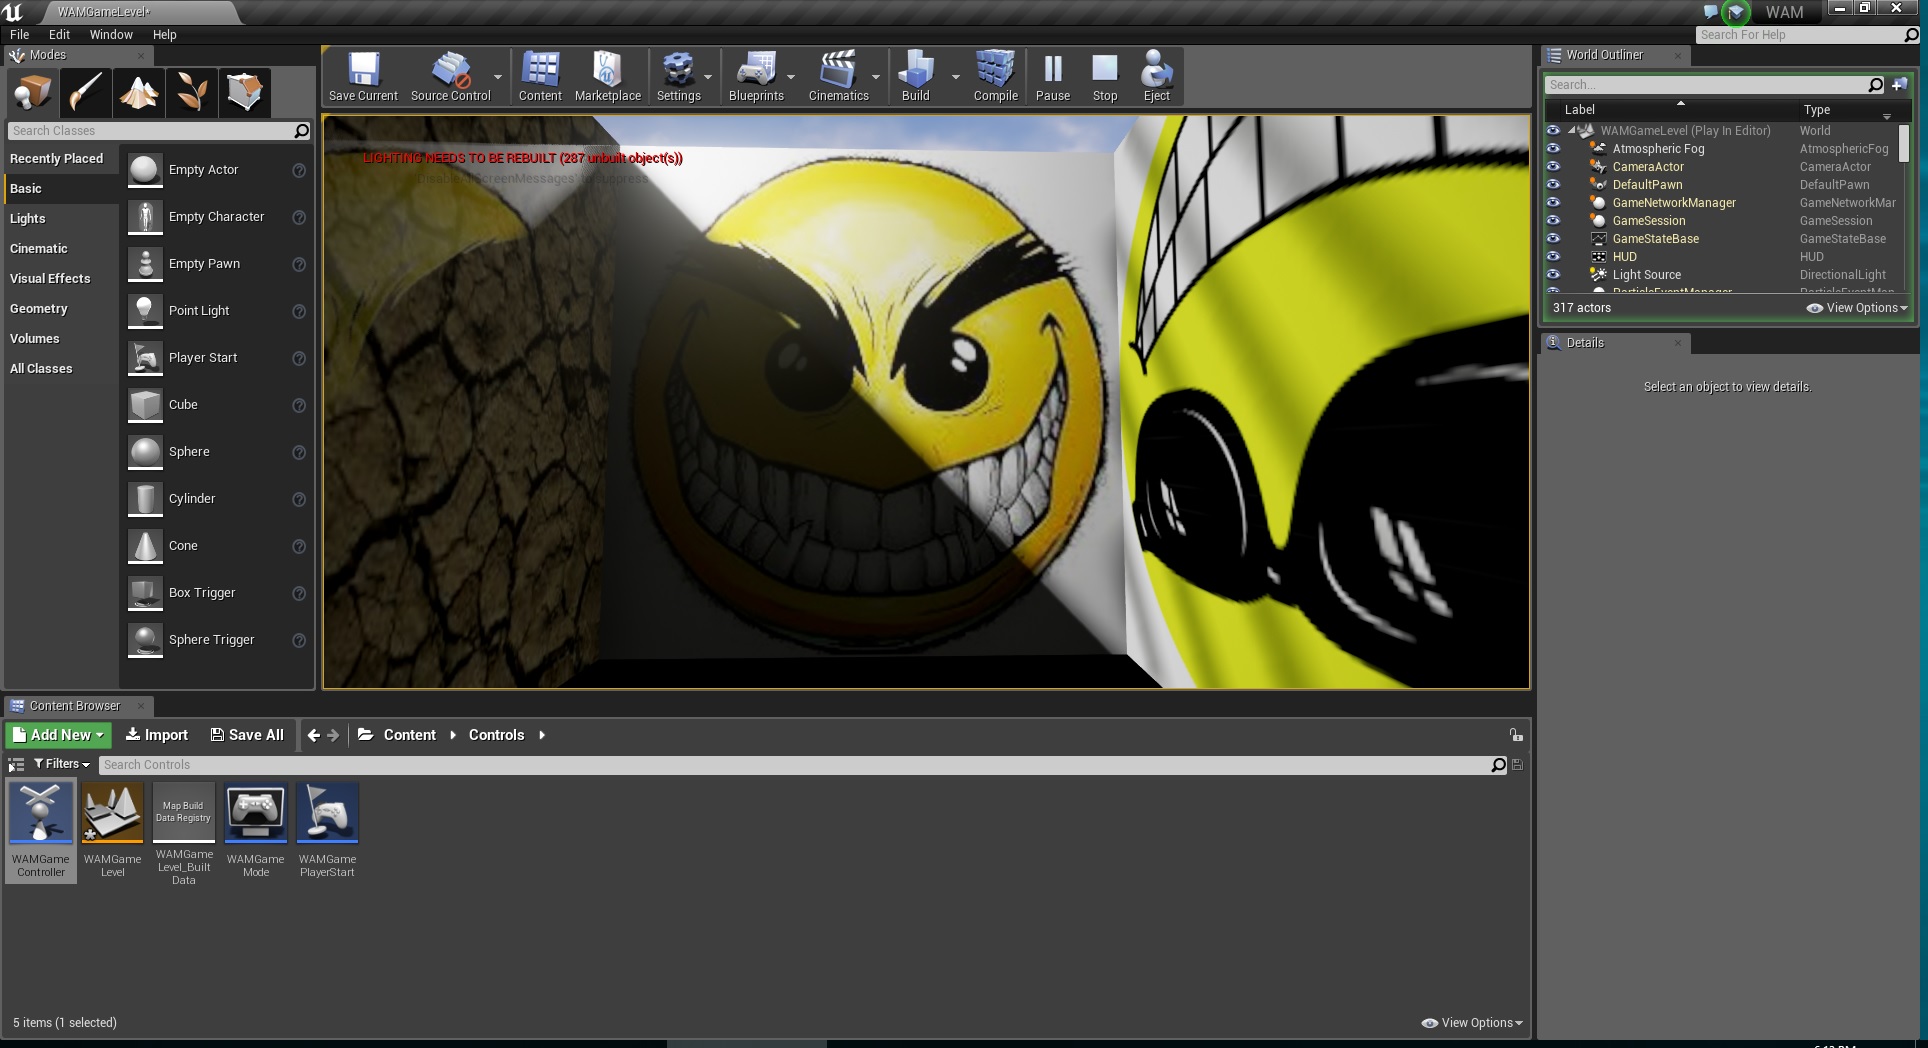 WAMGameLevel*
WAM
File Edit Window Help
Search For Help
Modes
Search Classes
Recently Placed
Basic
Lights
Cinematic
Visual Effects
Geometry
Volumes
All Classes
Empty Actor
Empty Character
Empty Pawn
Point Light
Player Start
Cube
Sphere
Cylinder
Cone
Box Trigger
Sphere Trigger
Save Current Source Control Content Marketplace Settings Blueprints Cinematics Build Compile Pause Stop Eject
LIGHTING NEEDS TO BE REBUILT (287 unbuilt object(s))
'DisableAllScreenMessages' to suppress
World Outliner
Search...
Label Type
WAMGameLevel (Play In Editor) World
Atmospheric Fog AtmosphericFog
CameraActor CameraActor
DefaultPawn DefaultPawn
GameNetworkManager GameNetworkMar
GameSession GameSession
GameStateBase GameStateBase
HUD HUD
Light Source DirectionalLight
ParticleEventManager ParticleEventMan
317 actors View Options
Details
Select an object to view details.
Content Browser
Add New Import Save All Content Controls
Filters Search Controls
Map Build
Data Registry
WAMGame
Controller
WAMGame
Level
WAMGame
Level_Built
Data
WAMGame
Mode
WAMGame
PlayerStart
5 items (1 selected) View Options